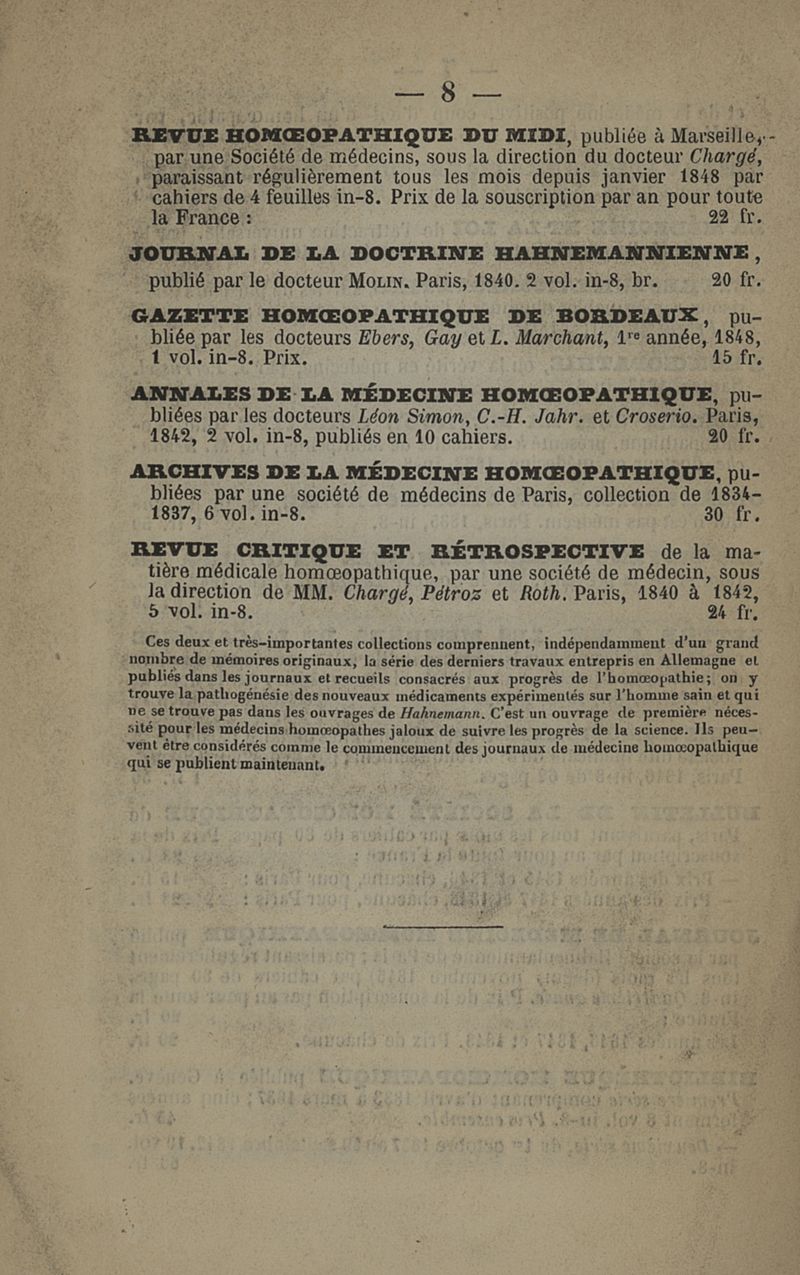 — 8 —
REVUE HOMŒOPATHIQUE DU MIDI, publiée à Marseille,
par une Société de médecins, sous la direction du docteur Chargé,
paraissant régulièrement tous les mois depuis janvier 1848 par
cahiers de 4 feuilles in-8. Prix de la souscription par an pour toute
la France : 22 fr.
JOURNAL DE LA DOCTRINE HAHNEMANNIENNE,
publié par le docteur MOLIN. Paris, 1840. 2 vol. in-8, br. 20 fr.
GAZETTE HOMŒOPATHIQUE DE BORDEAUX, pu-
bliée par les docteurs Ebers, Gay et L. Marchant, 1re année, 1848,
1 vol. in-8. Prix. 15 fr.
ANNALES DE LA MÉDECINE HOMŒOPATHIQUE, pu-
bliées par les docteurs Léon Simon, C.-H. Jahr. et Croserio. Paris,
1842, 2 vol. in-8, publiés en 10 cahiers. 20 fr.
ARCHIVES DE LA MÉDECINE HOMŒOPATHIQUE, pu-
bliées par une société de médecins de Paris, collection de 1834-
1837, 6 vol. in-8. 30 fr.
REVUE CRITIQUE ET RÉTROSPECTIVE de la ma-
tière médicale homœopathique, par une société de médecin, sous
la direction de MM. Chargé, Pétroz et Roth. Paris, 1840 à 1842,
5 vol. in-8. 24 fr.
Ces deux et très-importantes collections comprennent, indépendamment d'un grand
nombre de mémoires originaux, la série des derniers travaux entrepris en Allemagne et
publiés dans les journaux et recueils consacrés aux progrès de l'homœopathie; on y
trouve la pathogénésie des nouveaux médicaments expérimentés sur l'homme sain et qui
ne se trouve pas dans les ouvrages de Hahnemann. C'est un ouvrage de première néces-
sité pour les médecins homœopathes jaloux de suivre les progrès de la science. Ils peu-
vent être considérés comme le commencement des journaux de médecine homœopathique
qui se publient maintenant.